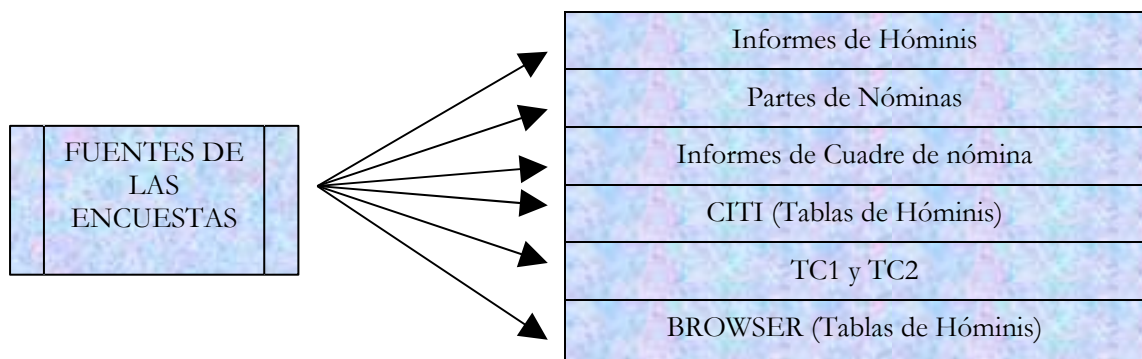 FUENTES DE
LAS
ENCUESTAS
Informes de Hóminis
Partes de Nóminas
Informes de Cuadre de nómina
CITI (Tablas de Hóminis)
TC1 y TC2
BROWSER (Tablas de Hóminis)